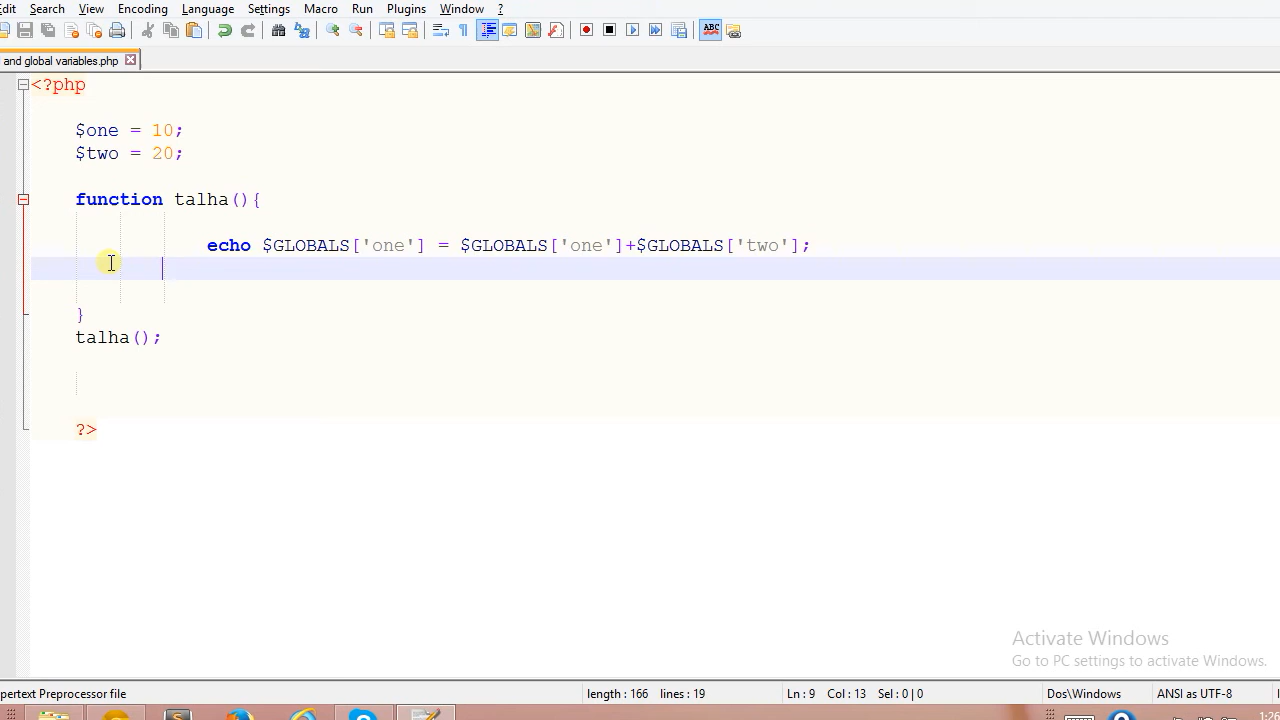 dit Search View Encoding Language Settings Macro Run Plugins Window ?
and global variables.php
<?php
$one = 10;
$two = 20;
function talha(){
echo $GLOBALS['one'] = $GLOBALS['one']+$GLOBALS['two'];
}
talha();
?>
Activate Windows
Go to PC settings to activate Windows.
pertext Preprocessor file length : 166 lines : 19 Ln : 9 Col : 13 Sel : 0 | 0 Dos\Windows ANSI as UTF-8